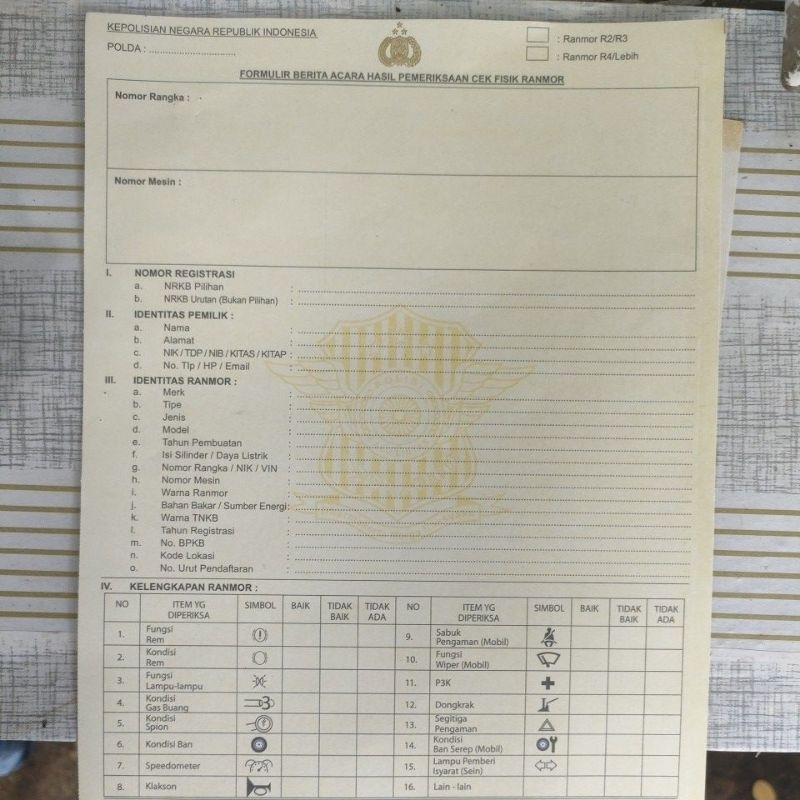 KEPOLISIAN NEGARA REPUBLIK INDONESIA
POLDA : ..............................
: Ranmor R2/R3
: Ranmor R4/Lebih
FORMULIR BERITA ACARA HASIL PEMERIKSAAN CEK FISIK RANMOR
Nomor Rangka :
Nomor Mesin :
I. NOMOR REGISTRASI
a. NRKB Pilihan :
b. NRKB Urutan (Bukan Pilihan) :
II. IDENTITAS PEMILIK :
a. Nama :
b. Alamat :
c. NIK / TDP / NIB / KITAS / KITAP :
d. No. Tlp / HP / Email :
III. IDENTITAS RANMOR :
a. Merk :
b. Tipe :
c. Jenis :
d. Model :
e. Tahun Pembuatan :
f. Isi Silinder / Daya Listrik :
g. Nomor Rangka / NIK / VIN :
h. Nomor Mesin :
i. Warna Ranmor :
j. Bahan Bakar / Sumber Energi :
k. Warna TNKB :
l. Tahun Registrasi :
m. No. BPKB :
n. Kode Lokasi :
o. No. Urut Pendaftaran :
IV. KELENGKAPAN RANMOR :
NO ITEM YG DIPERIKSA SIMBOL BAIK TIDAK BAIK TIDAK ADA NO ITEM YG DIPERIKSA SIMBOL BAIK TIDAK BAIK TIDAK ADA
1. Fungsi Rem 9. Sabuk Pengaman (Mobil)
2. Kondisi Rem 10. Fungsi Wiper (Mobil)
3. Fungsi Lampu-lampu 11. P3K
4. Kondisi Gas Buang 12. Dongkrak
5. Kondisi Spion 13. Segitiga Pengaman
6. Kondisi Ban 14. Kondisi Ban Serep (Mobil)
7. Speedometer 15. Lampu Pemberi Isyarat (Sein)
8. Klakson 16. Lain - lain